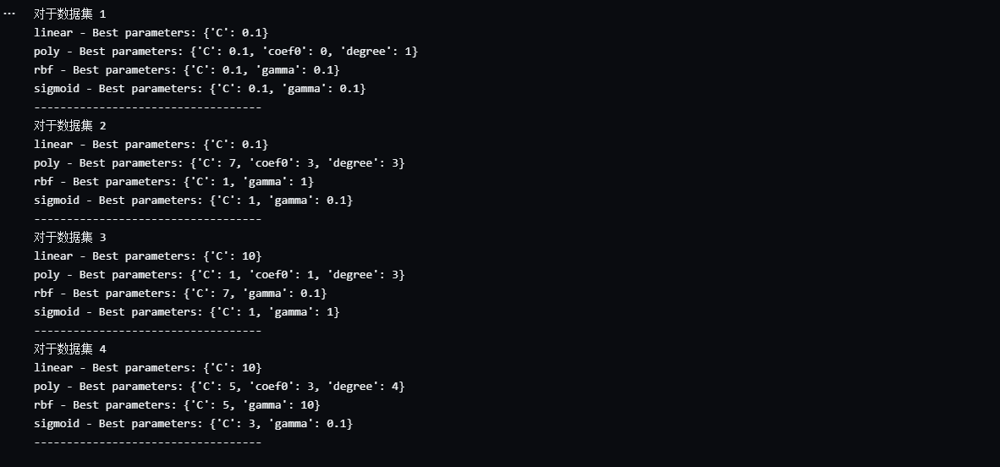 ...
对于数据集 1
linear - Best parameters: {'C': 0.1}
poly - Best parameters: {'C': 0.1, 'coef0': 0, 'degree': 1}
rbf - Best parameters: {'C': 0.1, 'gamma': 0.1}
sigmoid - Best parameters: {'C': 0.1, 'gamma': 0.1}
-----------------------------------
对于数据集 2
linear - Best parameters: {'C': 0.1}
poly - Best parameters: {'C': 7, 'coef0': 3, 'degree': 3}
rbf - Best parameters: {'C': 1, 'gamma': 1}
sigmoid - Best parameters: {'C': 1, 'gamma': 0.1}
-----------------------------------
对于数据集 3
linear - Best parameters: {'C': 10}
poly - Best parameters: {'C': 1, 'coef0': 1, 'degree': 3}
rbf - Best parameters: {'C': 7, 'gamma': 0.1}
sigmoid - Best parameters: {'C': 1, 'gamma': 1}
-----------------------------------
对于数据集 4
linear - Best parameters: {'C': 10}
poly - Best parameters: {'C': 5, 'coef0': 3, 'degree': 4}
rbf - Best parameters: {'C': 5, 'gamma': 10}
sigmoid - Best parameters: {'C': 3, 'gamma': 0.1}
-----------------------------------